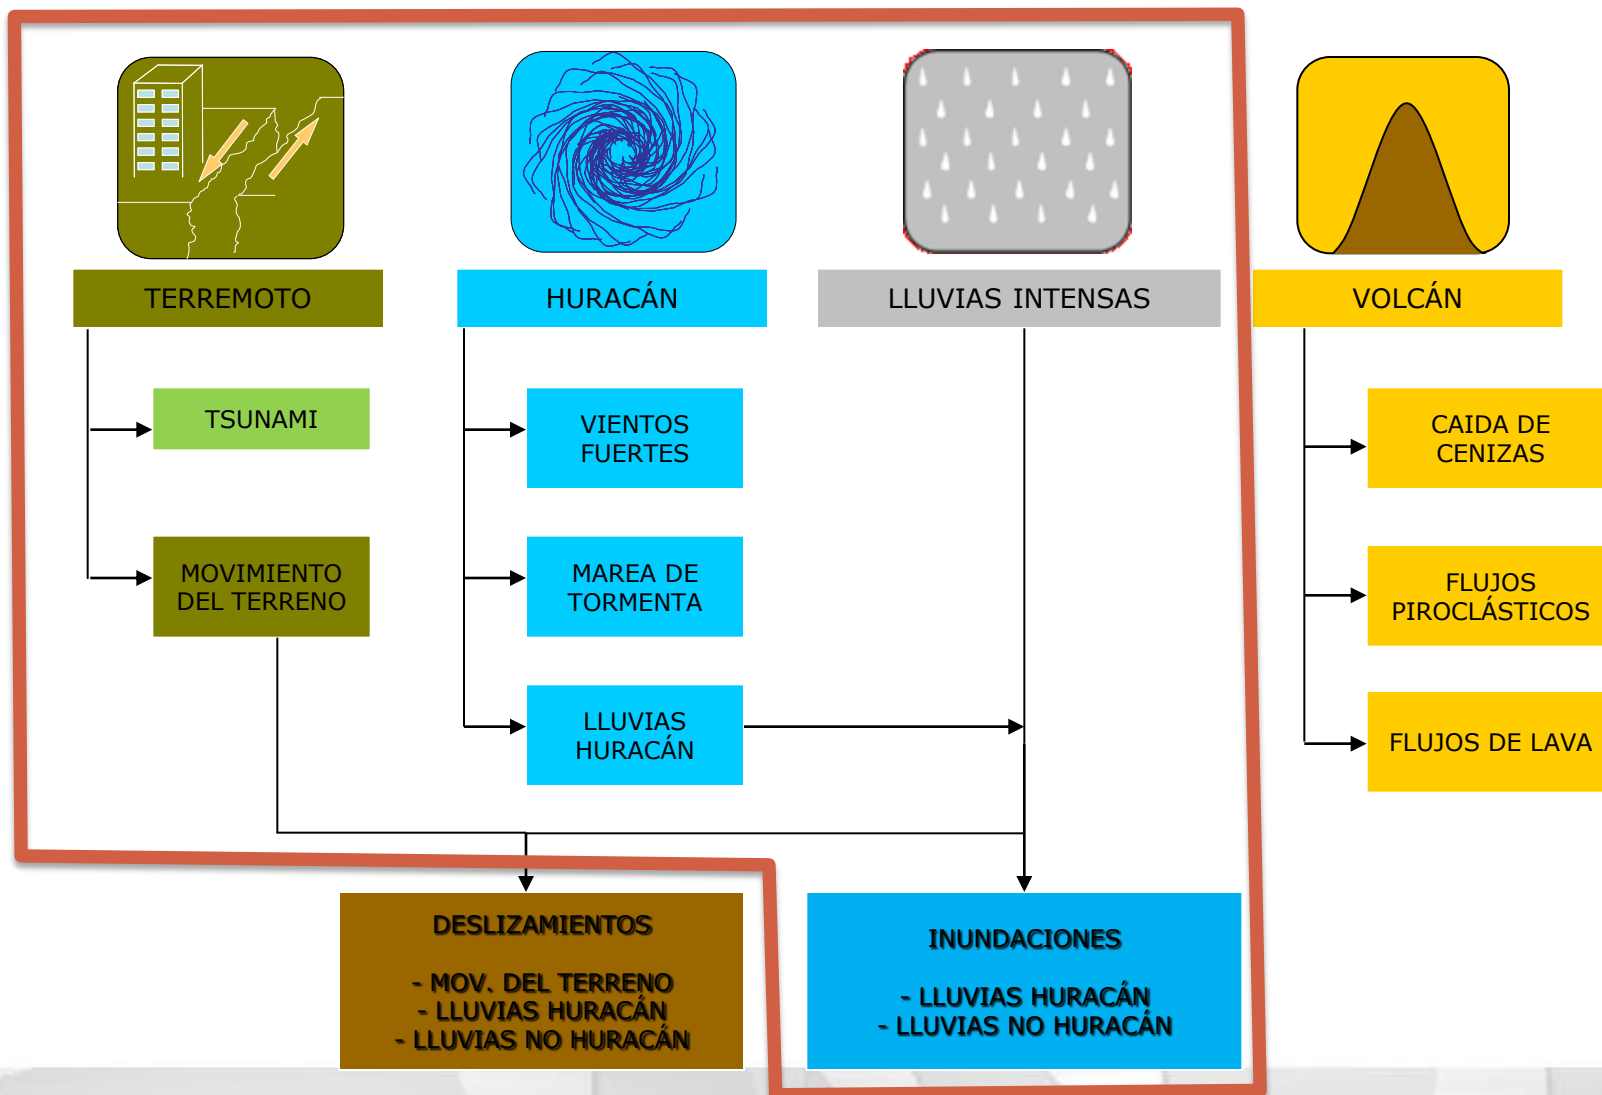 TERREMOTO
HURACÁN
LLUVIAS INTENSAS
VOLCÁN
TSUNAMI
VIENTOS
FUERTES
CAIDA DE
CENIZAS
MOVIMIENTO
DEL TERRENO
MAREA DE
TORMENTA
FLUJOS
PIROCLÁSTICOS
LLUVIAS
HURACÁN
FLUJOS DE LAVA
DESLIZAMIENTOS
- MOV. DEL TERRENO
- LLUVIAS HURACÁN
- LLUVIAS NO HURACÁN
INUNDACIONES
- LLUVIAS HURACÁN
- LLUVIAS NO HURACÁN